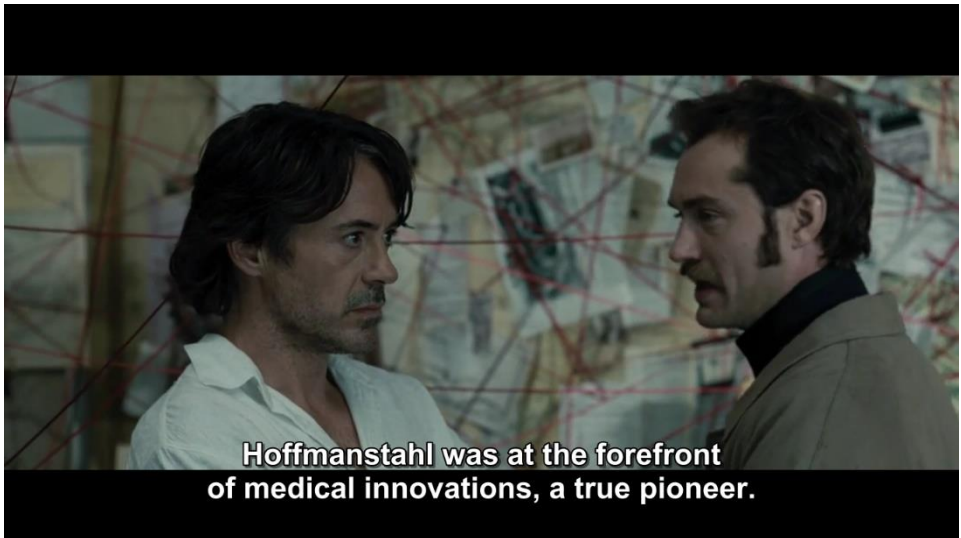 Hoffmanstahl was at the forefront
of medical innovations, a true pioneer.